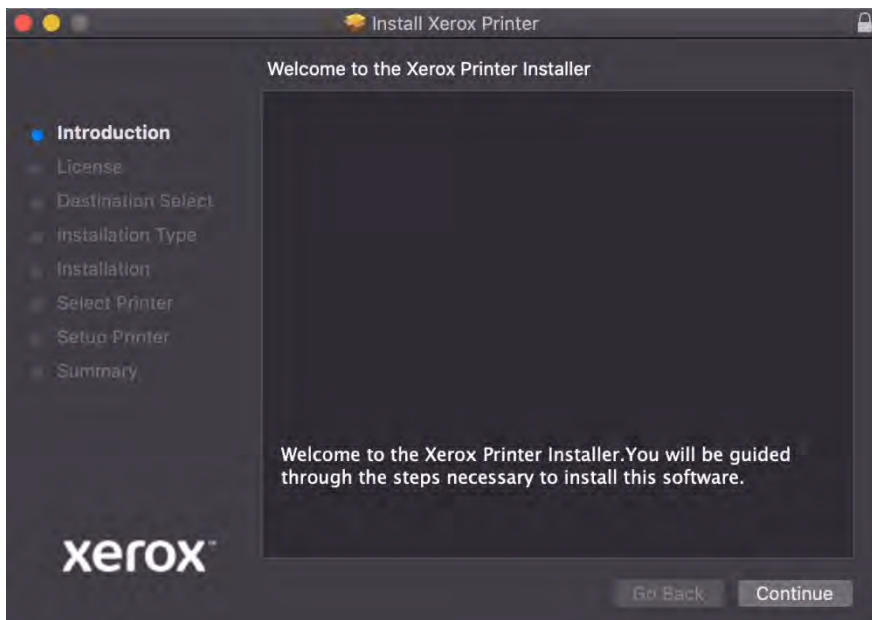 Install Xerox Printer
Welcome to the Xerox Printer Installer
Introduction
License
Destination Select
Installation Type
Installation
Select Printer
Setup Printer
Summary
Welcome to the Xerox Printer Installer.You will be guided
through the steps necessary to install this software.
xerox™
Go Back
Continue